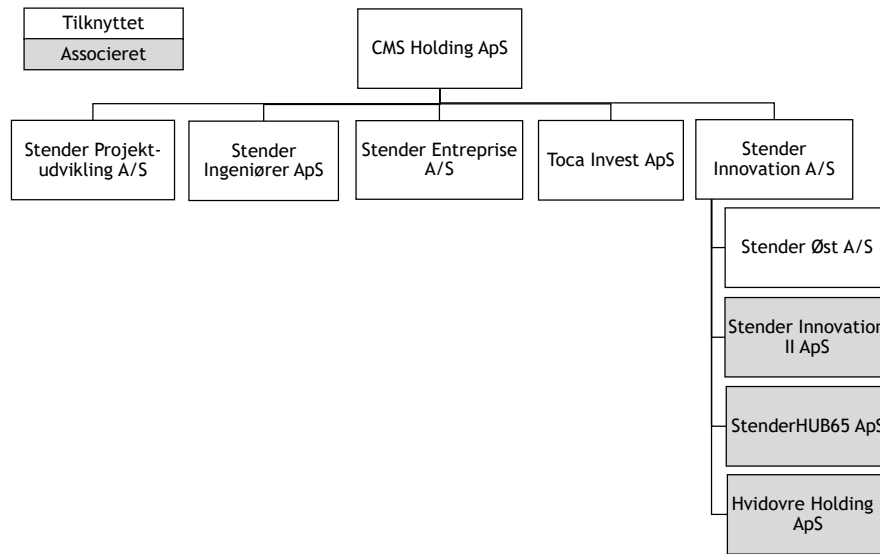 Tilknyttet
Associeret
CMS Holding ApS
Stender Projekt-
udvikling A/S
Stender
Ingeniører ApS
Stender Entreprise
A/S
Toca Invest ApS
Stender
Innovation A/S
Stender Øst A/S
Stender Innovation
II ApS
StenderHUB65 ApS
Hvidovre Holding
ApS